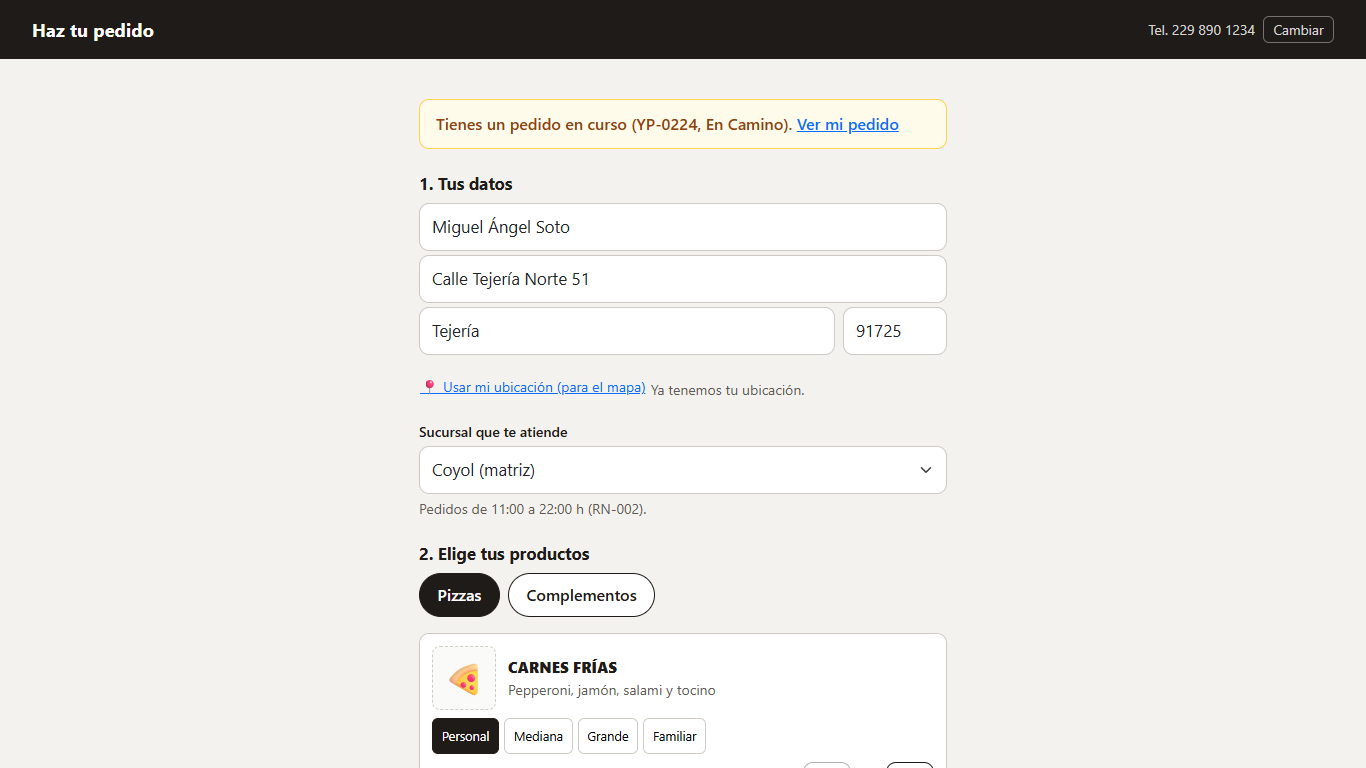 Haz tu pedido
Tel. 229 890 1234 Cambiar
Tienes un pedido en curso (YP-0224, En Camino). Ver mi pedido
1. Tus datos
Miguel Ángel Soto
Calle Tejería Norte 51
Tejería 91725
Usar mi ubicación (para el mapa) Ya tenemos tu ubicación.
Sucursal que te atiende
Coyol (matriz)
Pedidos de 11:00 a 22:00 h (RN-002).
2. Elige tus productos
Pizzas Complementos
CARNES FRÍAS
Pepperoni, jamón, salami y tocino
Personal Mediana Grande Familiar